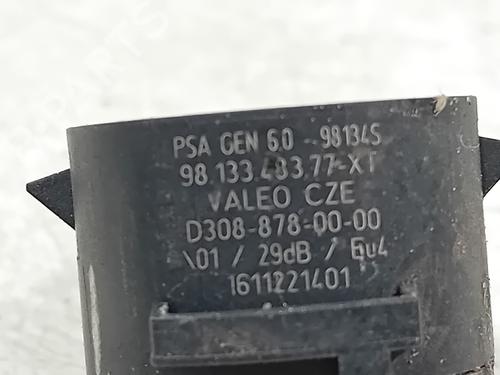 PSA GEN 6.0 98134S
98.133.483.77-XT
VALEO CZE
D308-878-00-00
\01 / 29dB / Eu4
1611221401